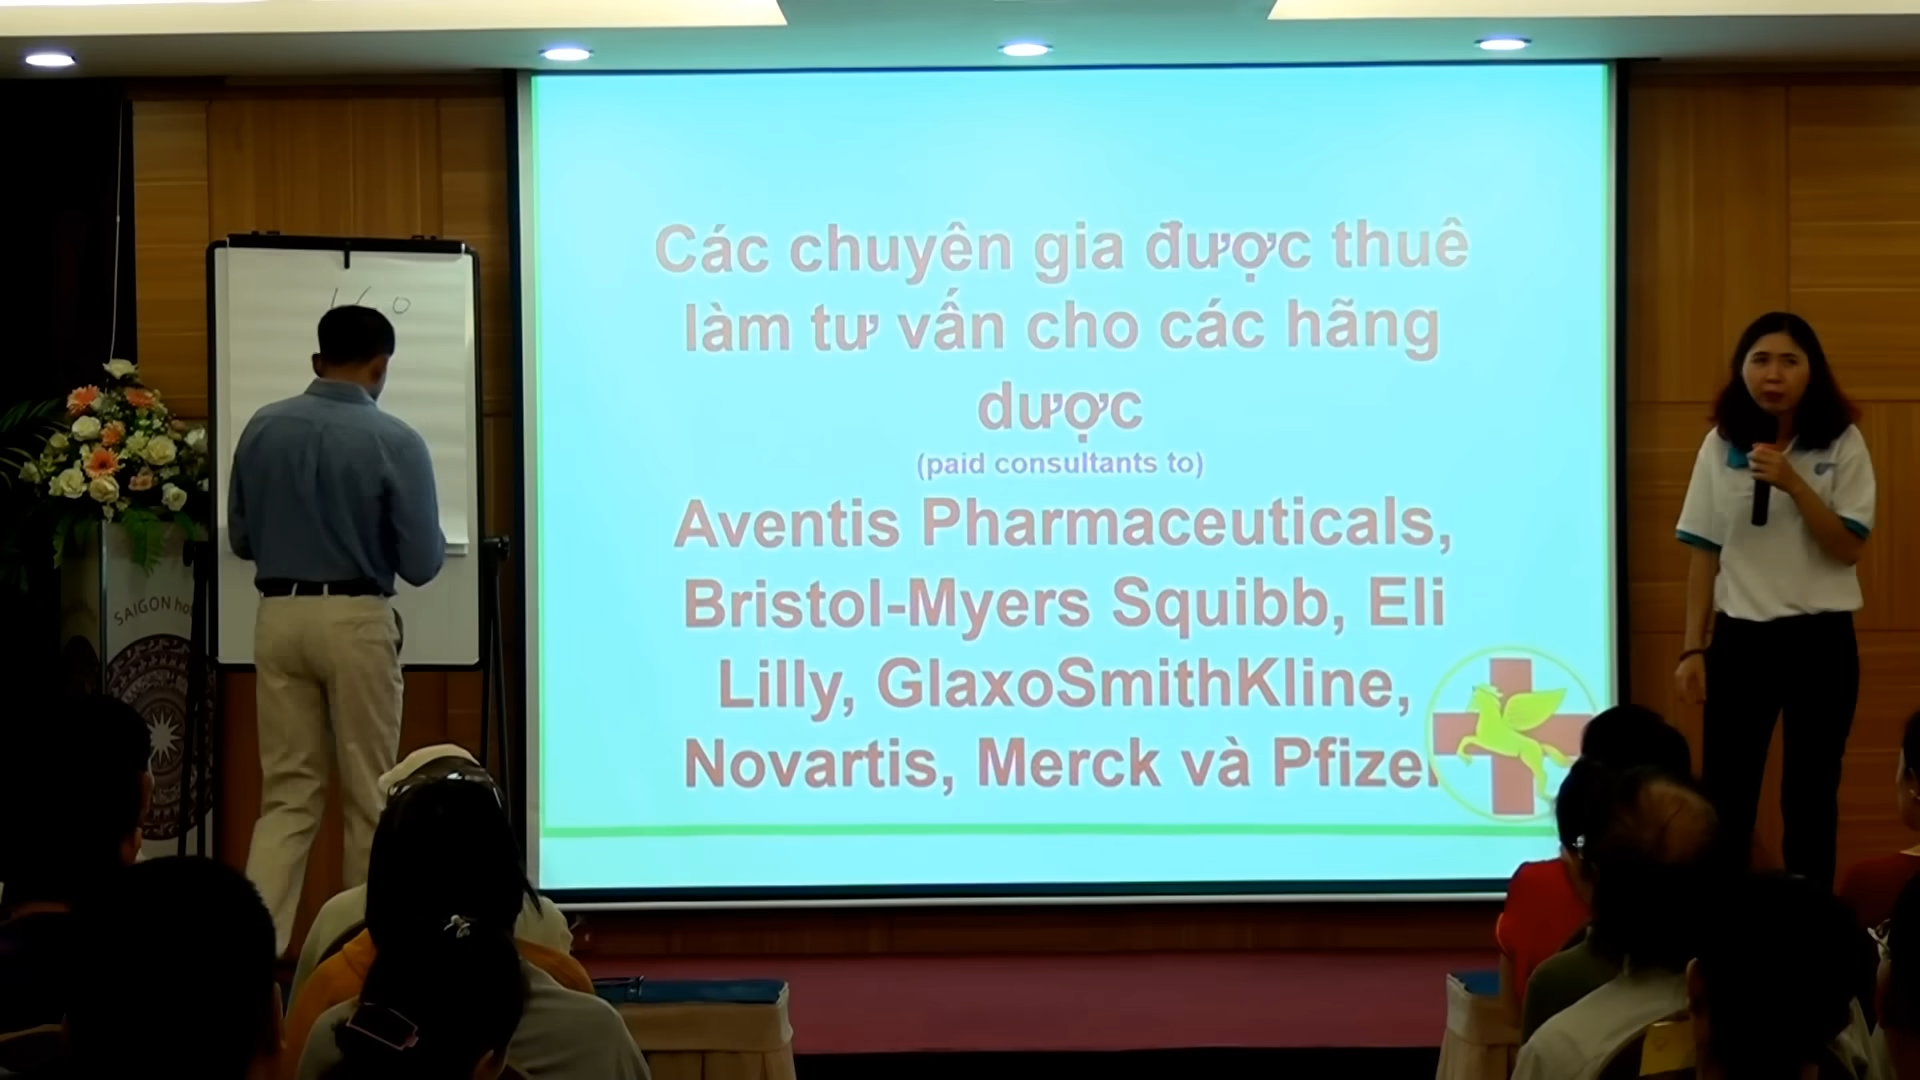 Các chuyên gia được thuê
làm tư vấn cho các hãng
dược
(paid consultants to)
Aventis Pharmaceuticals,
Bristol-Myers Squibb, Eli
Lilly, GlaxoSmithKline,
Novartis, Merck và Pfizer
SAIGON